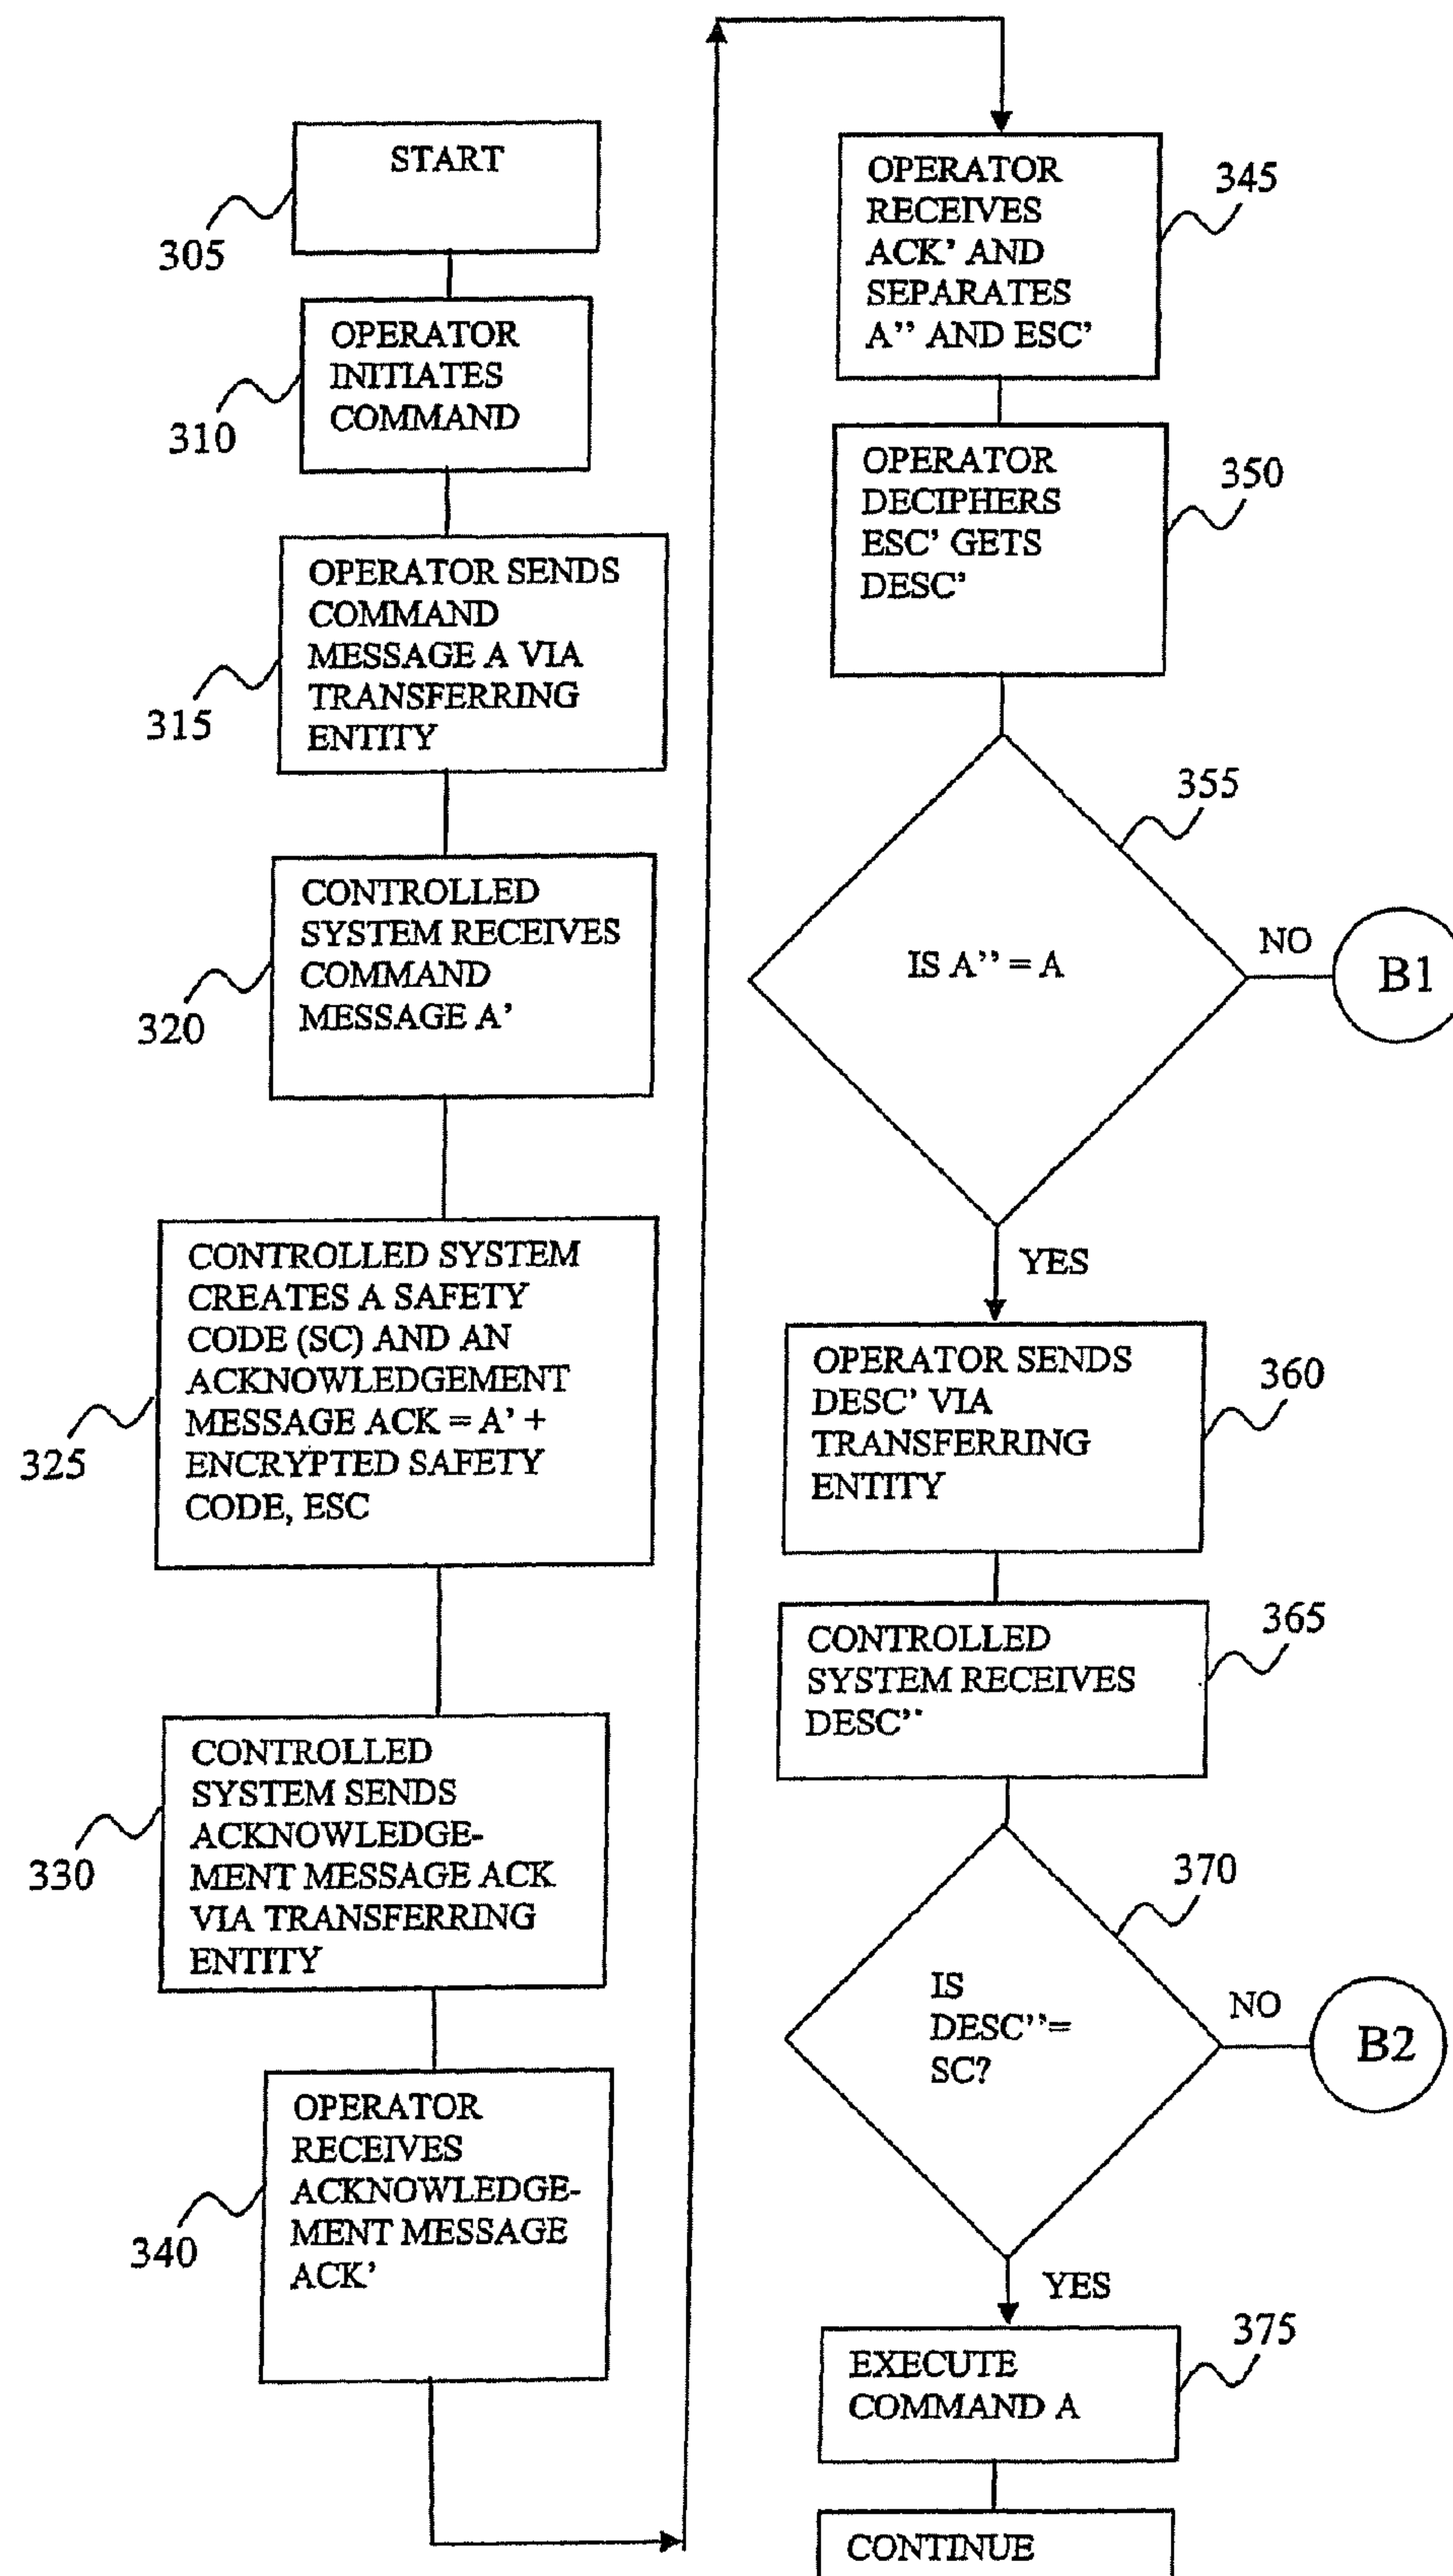 START
305
OPERATOR
INITIATES
COMMAND
310
OPERATOR SENDS
COMMAND
MESSAGE A VIA
TRANSFERRING
ENTITY
315
CONTROLLED
SYSTEM RECEIVES
COMMAND
MESSAGE A'
320
CONTROLLED SYSTEM
CREATES A SAFETY
CODE (SC) AND AN
ACKNOWLEDGEMENT
MESSAGE ACK = A' +
ENCRYPTED SAFETY
CODE, ESC
325
CONTROLLED
SYSTEM SENDS
ACKNOWLEDGE-
MENT MESSAGE ACK
VIA TRANSFERRING
ENTITY
330
OPERATOR
RECEIVES
ACKNOWLEDGE-
MENT MESSAGE
ACK'
340
OPERATOR
RECEIVES
ACK' AND
SEPARATES
A'' AND ESC'
345
OPERATOR
DECIPHERS
ESC' GETS
DESC'
350
355
IS A'' = A
NO
B1
YES
OPERATOR SENDS
DESC' VIA
TRANSFERRING
ENTITY
360
CONTROLLED
SYSTEM RECEIVES
DESC''
365
370
IS
DESC''=
SC?
NO
B2
YES
EXECUTE
COMMAND A
375
CONTINUE